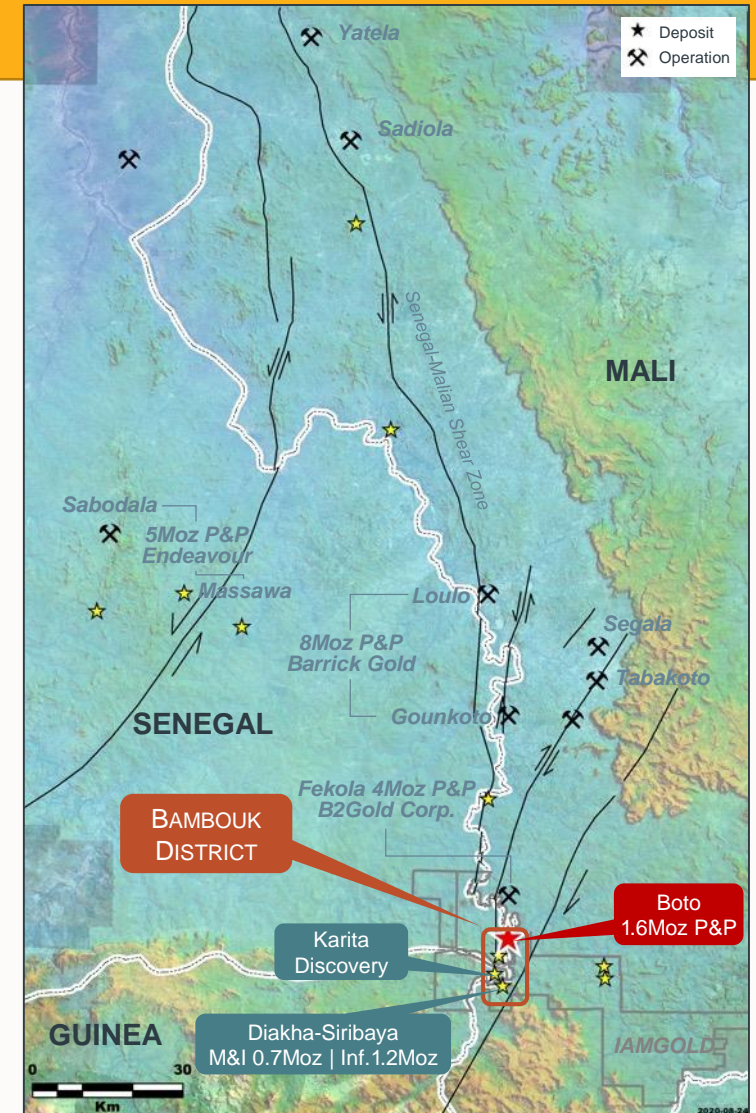 Deposit
Operation
Yatela
Sadiola
Senegal-Malian Shear Zone
MALI
Sabodala
5Moz P&P
Endeavour
Massawa
Loulo
8Moz P&P
Barrick Gold
Segala
Tabakoto
Gounkoto
SENEGAL
Fekola 4Moz P&P
B2Gold Corp.
BAMBOUK
DISTRICT
Boto
1.6Moz P&P
Karita
Discovery
Diakha-Siribaya
M&I 0.7Moz | Inf.1.2Moz
GUINEA
IAMGOLD
0 30
Km